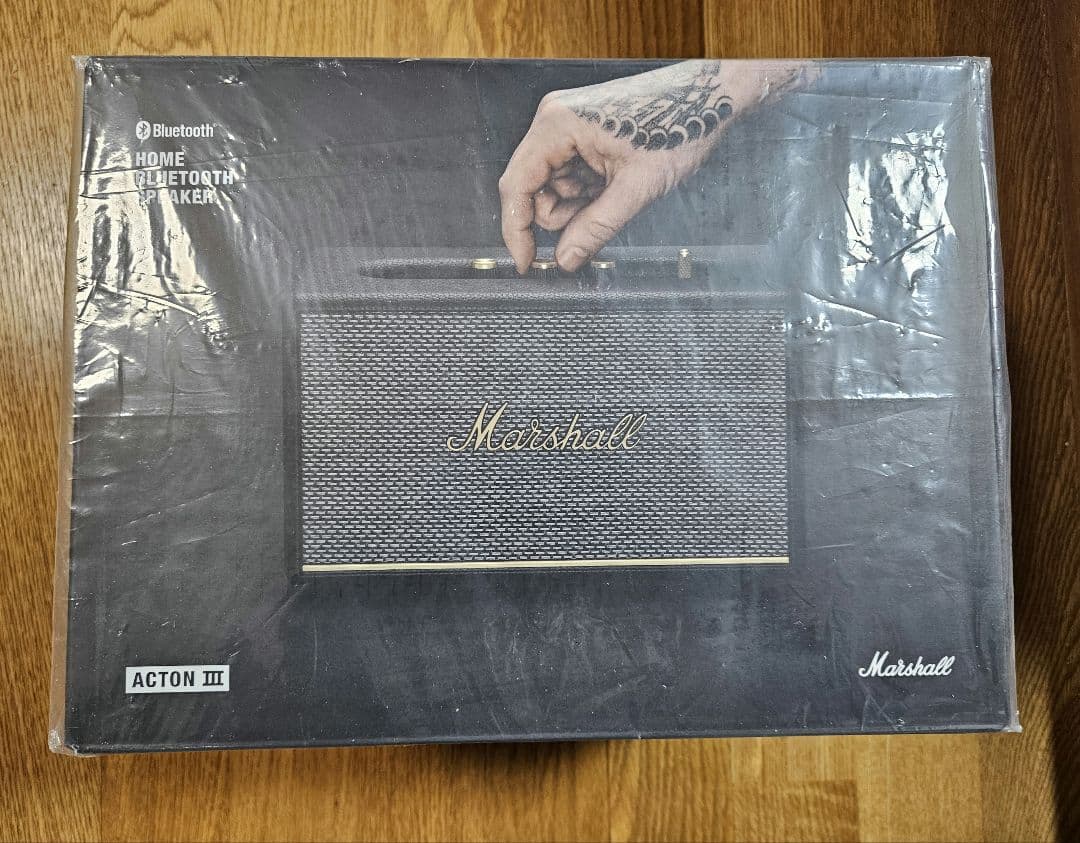 Bluetooth®
HOME
BLUETOOTH
SPEAKER
Marshall
ACTON III
Marshall